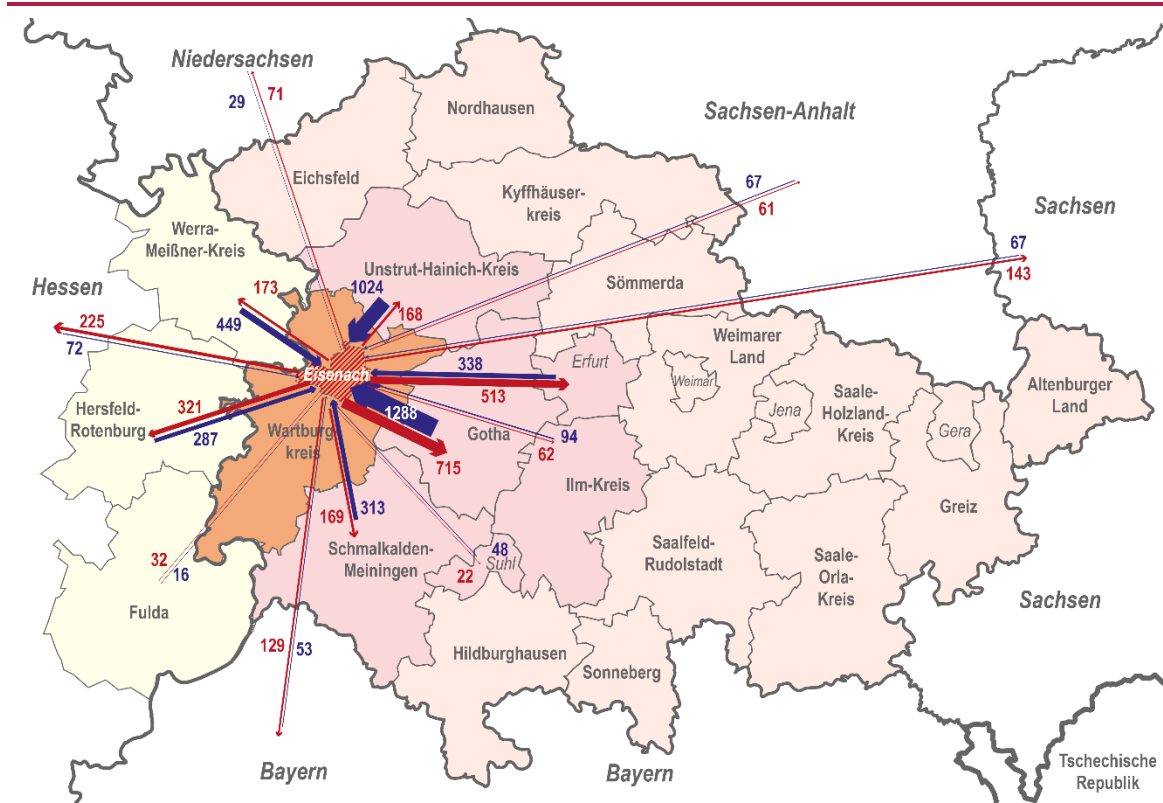 Niedersachsen
29
71
Nordhausen
Sachsen-Anhalt
Eichsfeld
Kyffhäuser-
kreis
67
61
Sachsen
Werra-
Meißner-Kreis
Unstrut-Hainich-Kreis
Sömmerda
67
143
Hessen
173
1024
168
225
449
72
Weimarer
Land
338
Erfurt
Eisenach
Weimar
513
Altenburger
Land
Saale-
Holzland-
Kreis
Jena
Hersfeld-
Rotenburg
321
287
1288
Wartburg
kreis
Gotha
94
62
Gera
715
Ilm-Kreis
Greiz
169
313
Schmalkalden-
Meiningen
48
Suhl
22
Saalfeld-
Rudolstadt
Saale-
Orla-
Kreis
32
16
Fulda
Sachsen
129
53
Hildburghausen
Sonneberg
Bayern
Bayern
Tschechische
Republik